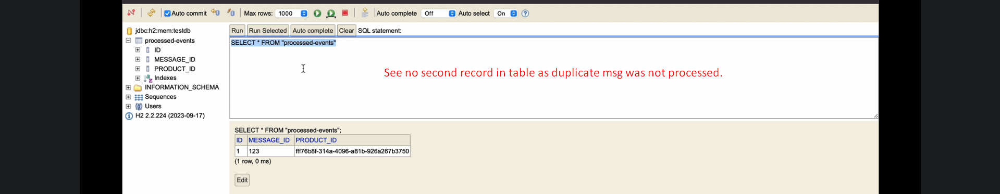 Auto commit Max rows: 1000 Auto complete Off Auto select On ?
jdbc:h2:mem:testdb
processed-events
ID
MESSAGE_ID
PRODUCT_ID
Indexes
INFORMATION_SCHEMA
Sequences
Users
H2 2.2.224 (2023-09-17)
Run Run Selected Auto complete Clear SQL statement:
SELECT * FROM "processed-events"
See no second record in table as duplicate msg was not processed.
SELECT * FROM "processed-events";
ID MESSAGE_ID PRODUCT_ID
1 123 fff76b8f-314a-4096-a81b-926a267b3750
(1 row, 0 ms)
Edit